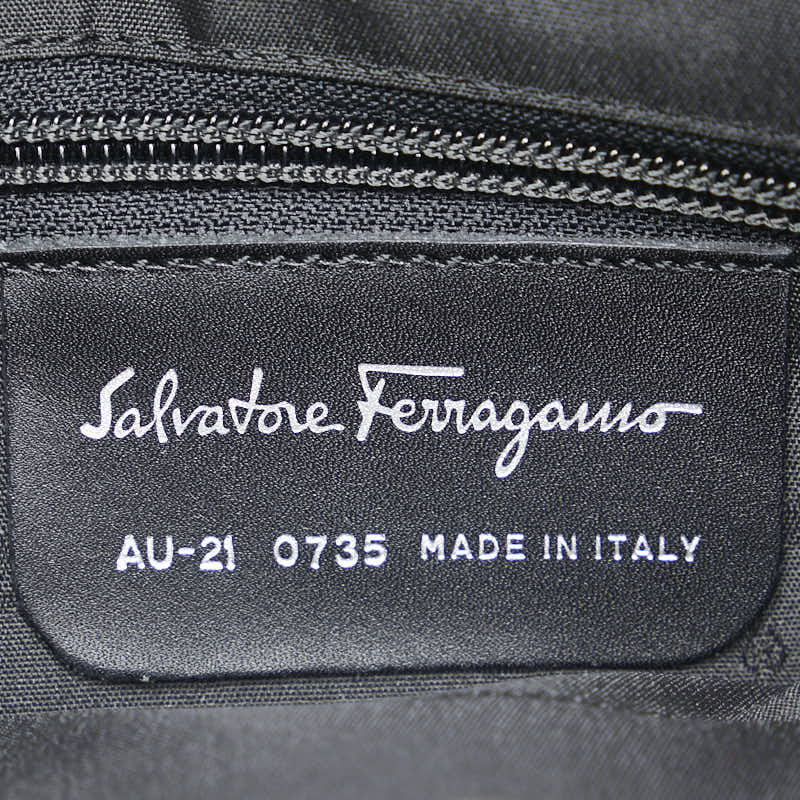 Salvatore Ferragamo
AU-21 0735 MADE IN ITALY